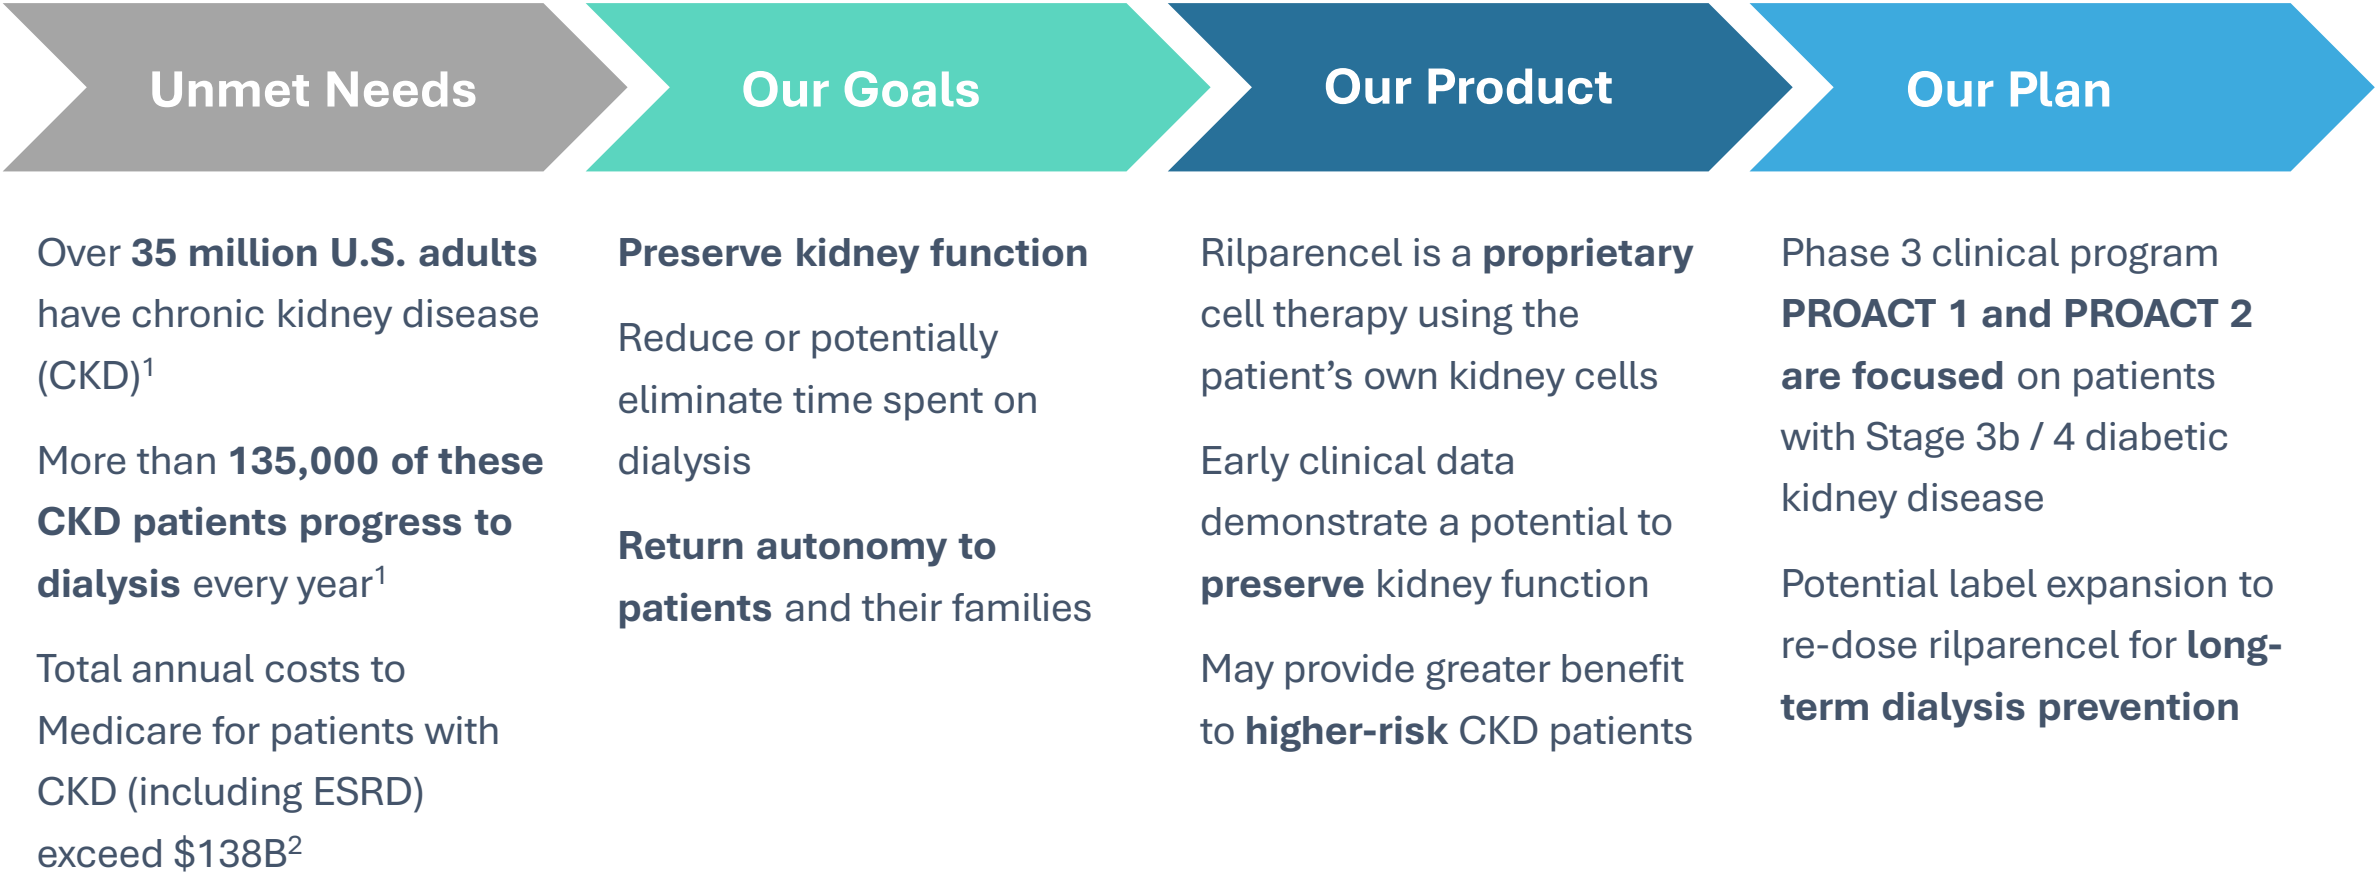 Unmet Needs
Over 35 million U.S. adults
have chronic kidney disease
(CKD)¹
More than 135,000 of these
CKD patients progress to
dialysis every year¹
Total annual costs to
Medicare for patients with
CKD (including ESRD)
exceed $138B²
Our Goals
Preserve kidney function
Reduce or potentially
eliminate time spent on
dialysis
Return autonomy to
patients and their families
Our Product
Rilparencel is a proprietary
cell therapy using the
patient’s own kidney cells
Early clinical data
demonstrate a potential to
preserve kidney function
May provide greater benefit
to higher-risk CKD patients
Our Plan
Phase 3 clinical program
PROACT 1 and PROACT 2
are focused on patients
with Stage 3b / 4 diabetic
kidney disease
Potential label expansion to
re-dose rilparencel for long-
term dialysis prevention